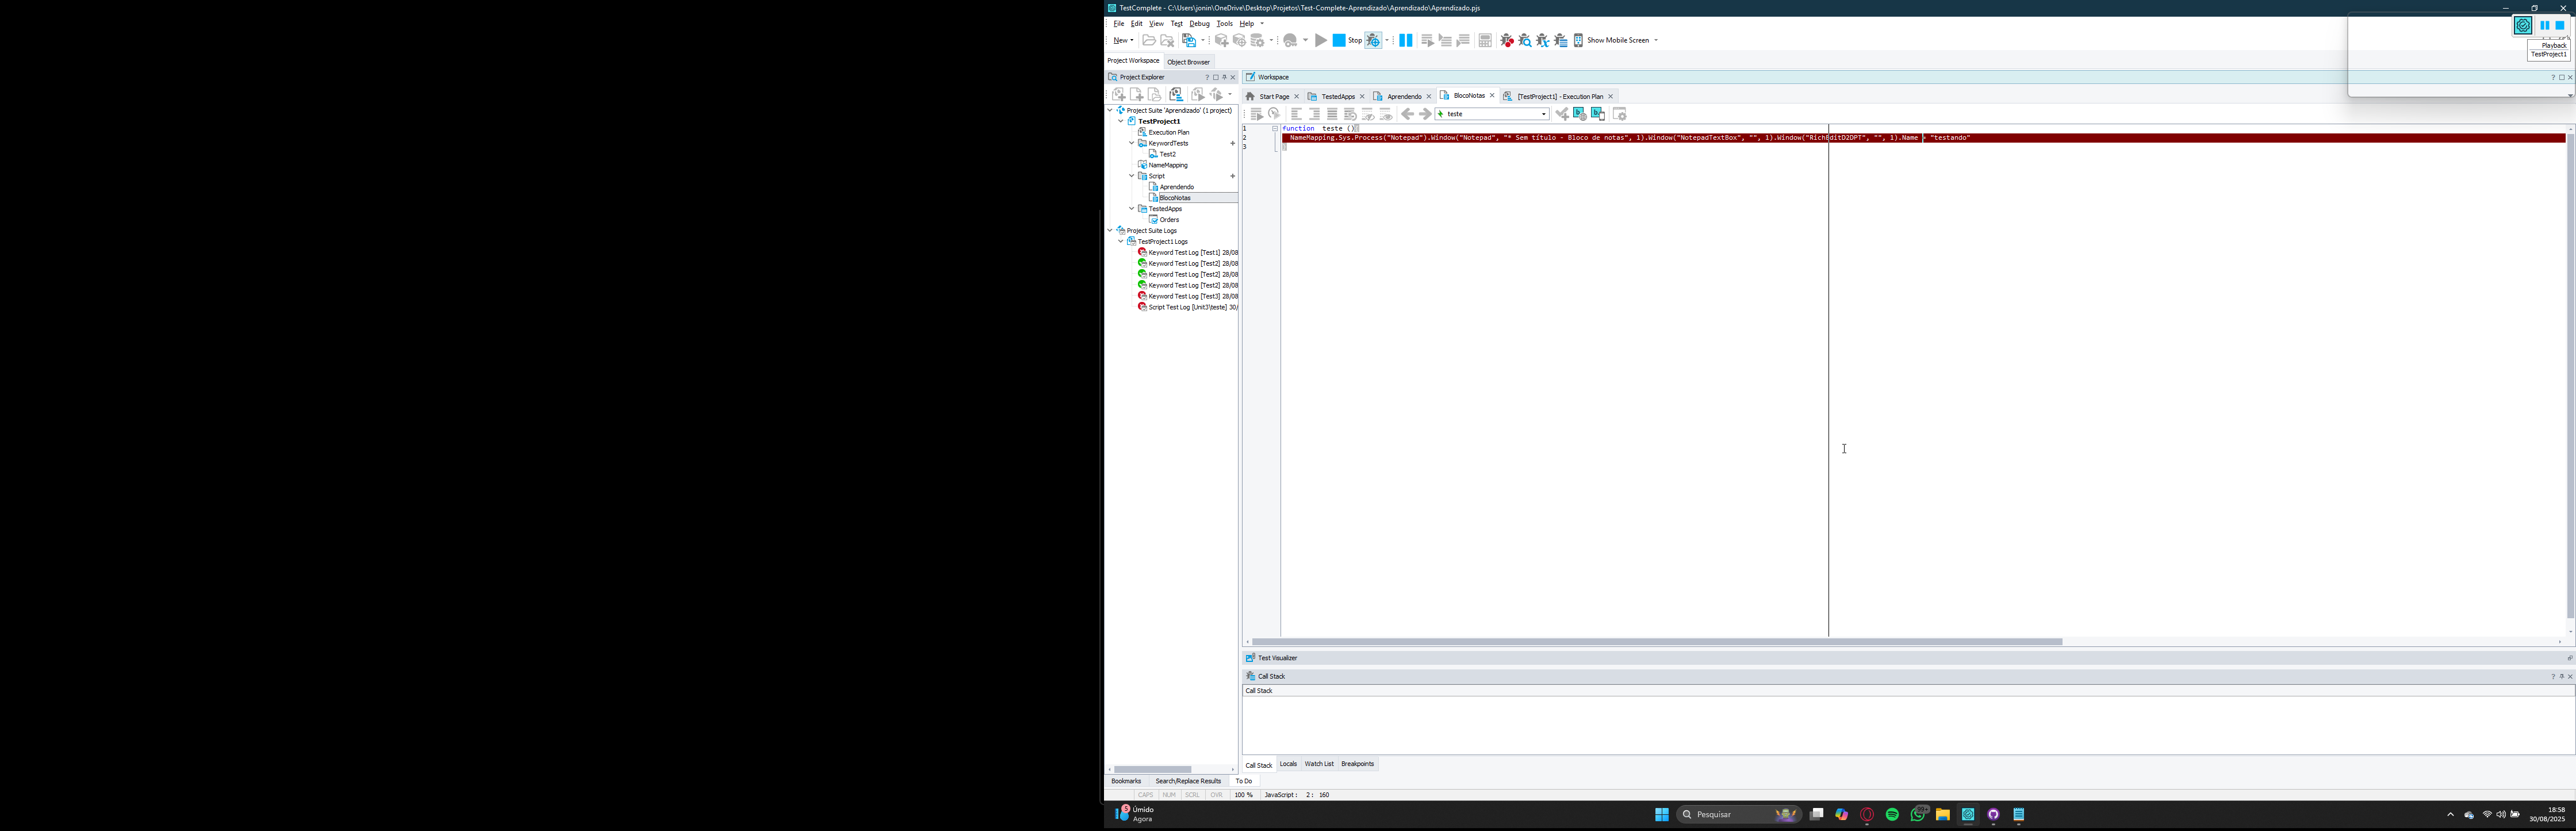 TestComplete - C:\Users\jonin\OneDrive\Desktop\Projetos\Test-Complete-Aprendizado\Aprendizado\Aprendizado.pjs
File Edit View Test Debug Tools Help
New
Stop
Show Mobile Screen
Playback
TestProject1
Project Workspace Object Browser
Project Explorer
Workspace
Start Page TestedApps Aprendendo BlocoNotas [TestProject1] - Execution Plan
teste
Project Suite 'Aprendizado' (1 project)
TestProject1
Execution Plan
KeywordTests
Test2
NameMapping
Script
Aprendendo
BlocoNotas
TestedApps
Orders
Project Suite Logs
TestProject1 Logs
Keyword Test Log [Test1] 28/08
Keyword Test Log [Test2] 28/08
Keyword Test Log [Test2] 28/08
Keyword Test Log [Test2] 28/08
Keyword Test Log [Test3] 28/08
Script Test Log [Unit3\teste] 30/
1 function teste (){
2 NameMapping.Sys.Process("Notepad").Window("Notepad", "* Sem título - Bloco de notas", 1).Window("NotepadTextBox", "", 1).Window("RichEditD2DPT", "", 1).Name = "testando"
3 }
Test Visualizer
Call Stack
Call Stack
Call Stack Locals Watch List Breakpoints
Bookmarks Search/Replace Results To Do
CAPS NUM SCRL OVR 100 % JavaScript: 2: 160
5 Úmido
Agora
Pesquisar
99+
18:58
30/08/2025